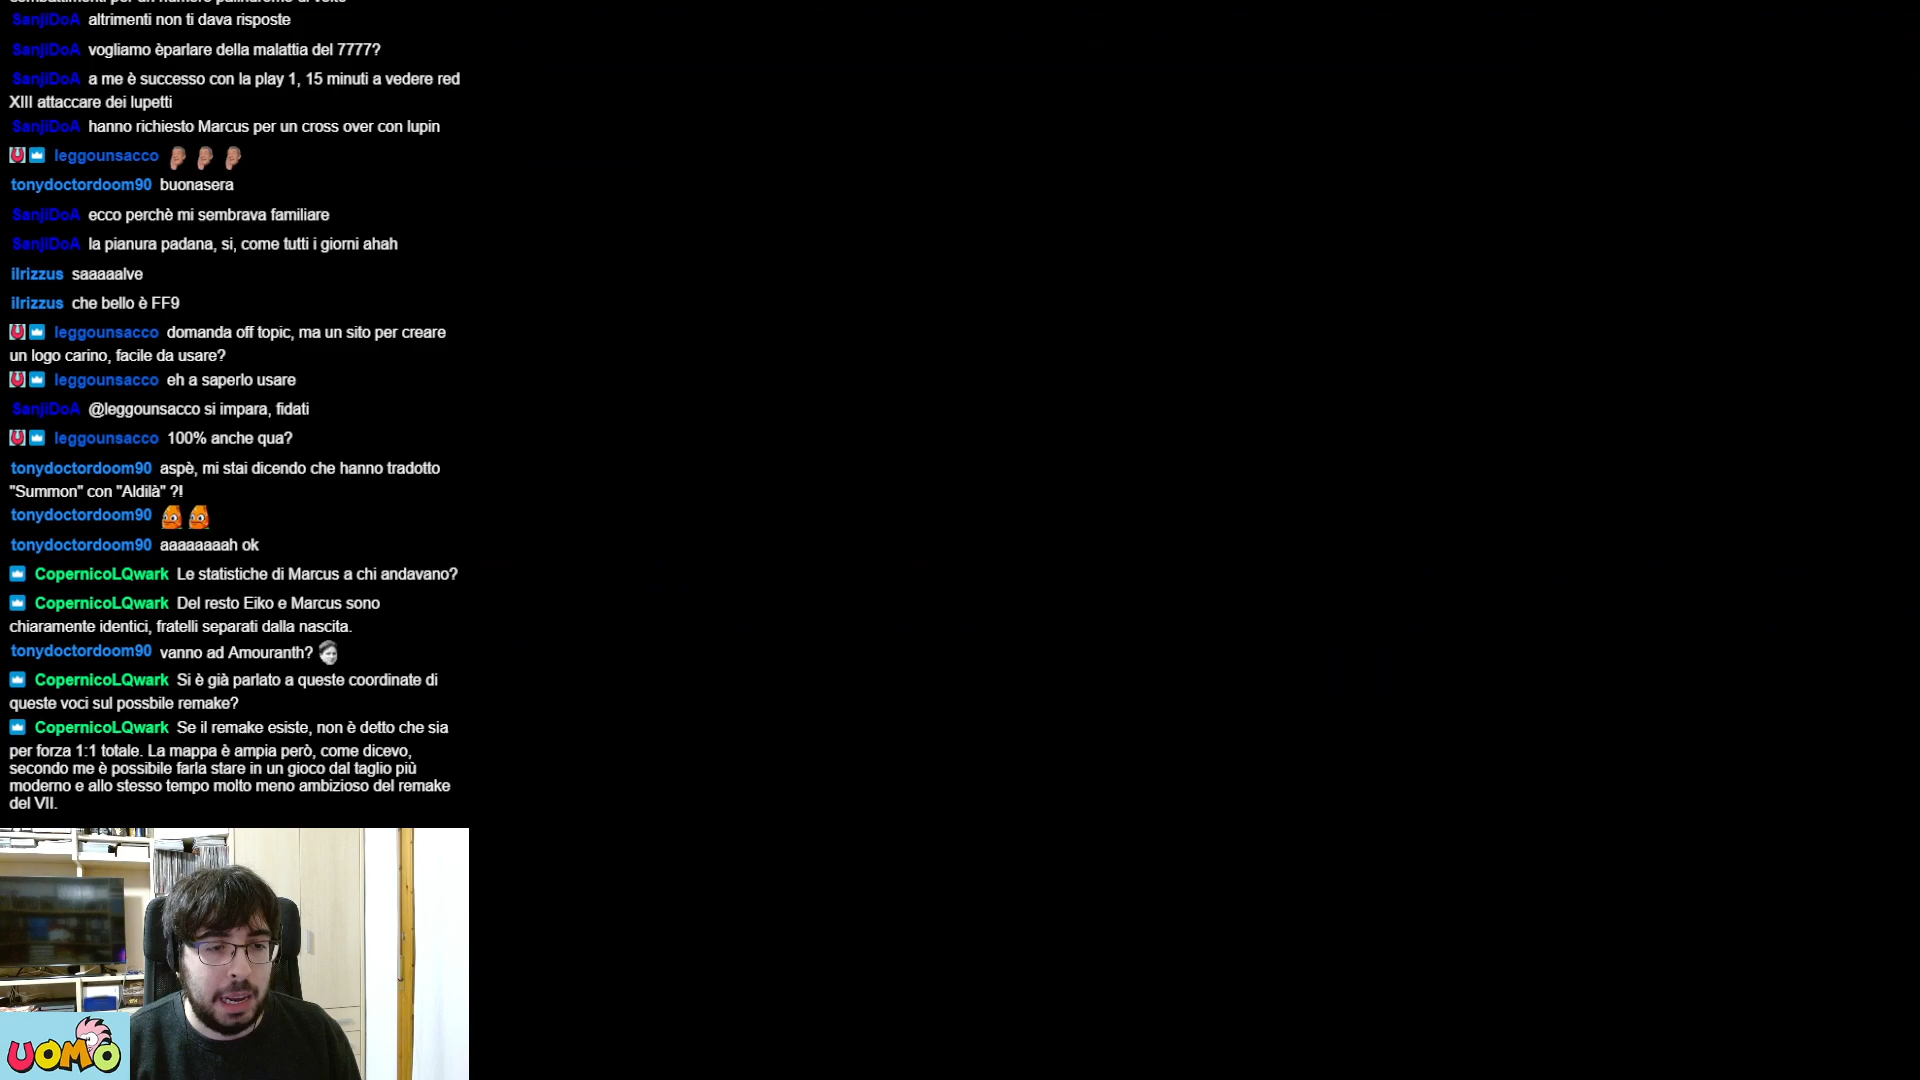 SanjiDoA altrimenti non ti dava risposte
SanjiDoA vogliamo èparlare della malattia del 7777?
SanjiDoA a me è successo con la play 1, 15 minuti a vedere red
XIII attaccare dei lupetti
SanjiDoA hanno richiesto Marcus per un cross over con lupin
leggounsacco
tonydoctordoom90 buonasera
SanjiDoA ecco perchè mi sembrava familiare
SanjiDoA la pianura padana, si, come tutti i giorni ahah
ilrizzus saaaaalve
ilrizzus che bello è FF9
leggounsacco domanda off topic, ma un sito per creare
un logo carino, facile da usare?
leggounsacco eh a saperlo usare
SanjiDoA @leggounsacco si impara, fidati
leggounsacco 100% anche qua?
tonydoctordoom90 aspè, mi stai dicendo che hanno tradotto
"Summon" con "Aldilà" ?!
tonydoctordoom90
tonydoctordoom90 aaaaaaaah ok
CopernicoLQwark Le statistiche di Marcus a chi andavano?
CopernicoLQwark Del resto Eiko e Marcus sono
chiaramente identici, fratelli separati dalla nascita.
tonydoctordoom90 vanno ad Amouranth?
CopernicoLQwark Si è già parlato a queste coordinate di
queste voci sul possbile remake?
CopernicoLQwark Se il remake esiste, non è detto che sia
per forza 1:1 totale. La mappa è ampia però, come dicevo,
secondo me è possibile farla stare in un gioco dal taglio più
moderno e allo stesso tempo molto meno ambizioso del remake
del VII.
UOMO